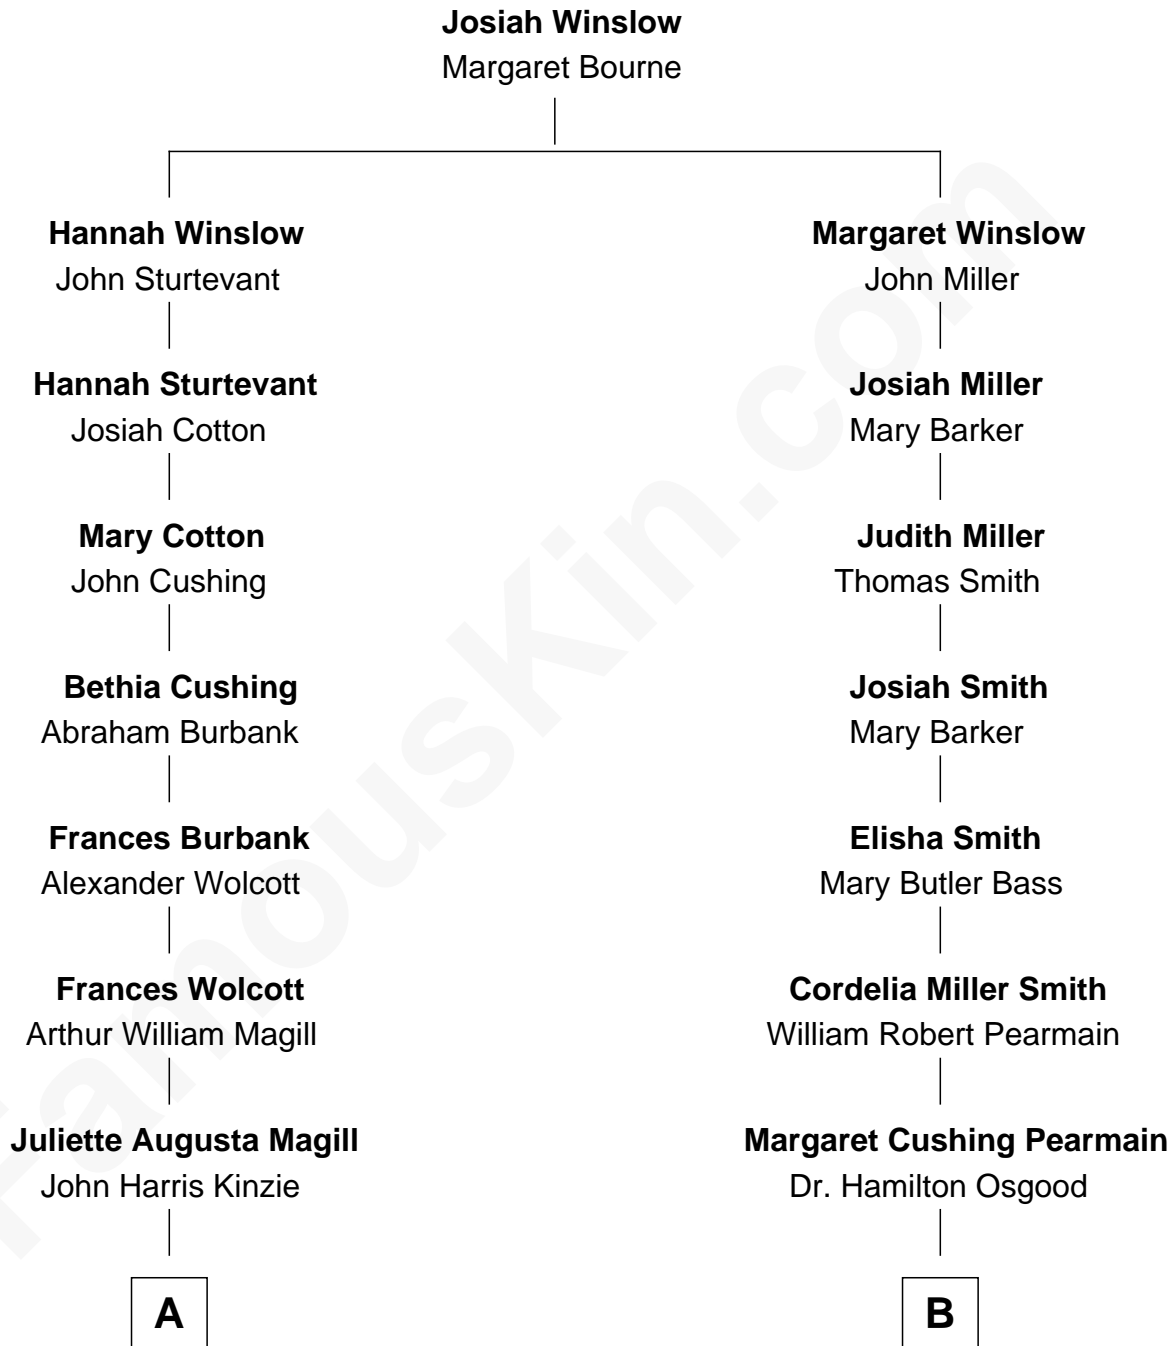 Josiah Winslow
Margaret Bourne
Hannah Winslow
John Sturtevant
Margaret Winslow
John Miller
Hannah Sturtevant
Josiah Cotton
Josiah Miller
Mary Barker
Mary Cotton
John Cushing
Judith Miller
Thomas Smith
Bethia Cushing
Abraham Burbank
Josiah Smith
Mary Barker
Frances Burbank
Alexander Wolcott
Elisha Smith
Mary Butler Bass
Frances Wolcott
Arthur William Magill
Cordelia Miller Smith
William Robert Pearmain
Juliette Augusta Magill
John Harris Kinzie
Margaret Cushing Pearmain
Dr. Hamilton Osgood
A
B
FamousKin.com